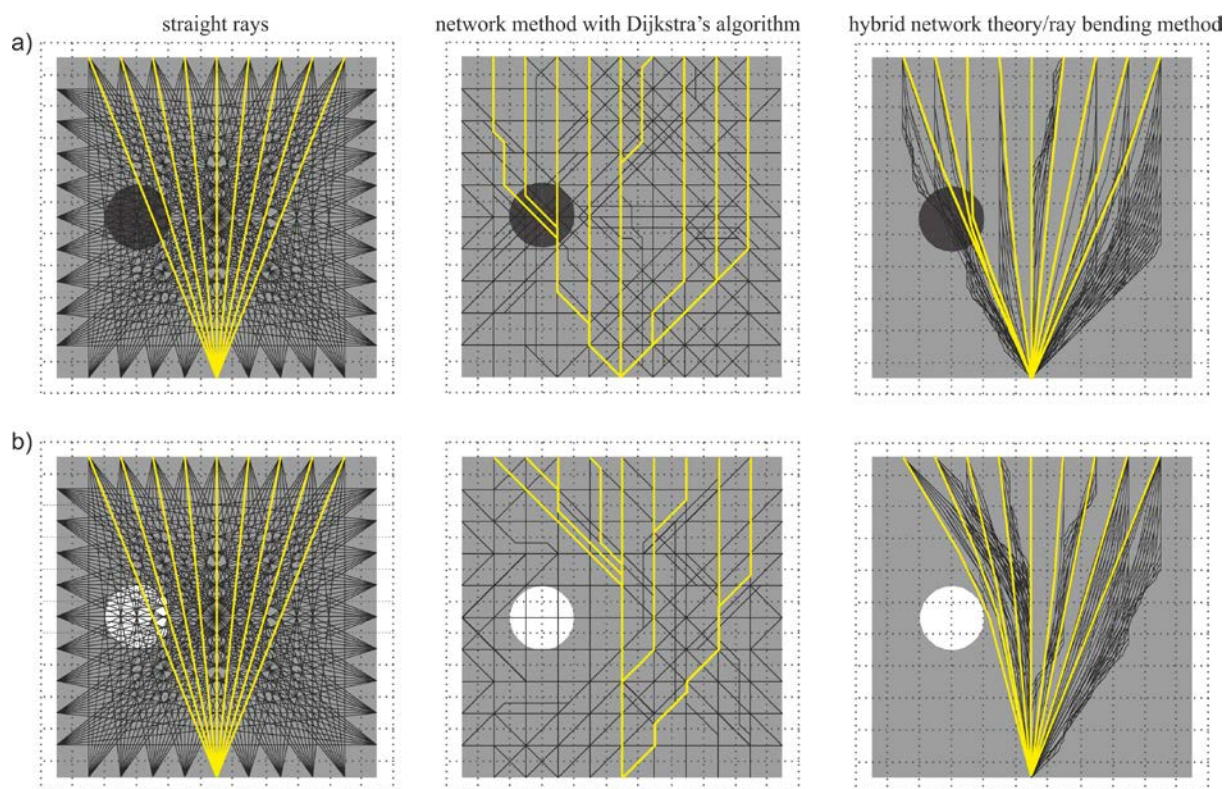 straight rays
network method with Dijkstra's algorithm
hybrid network theory/ray bending method
a)
b)